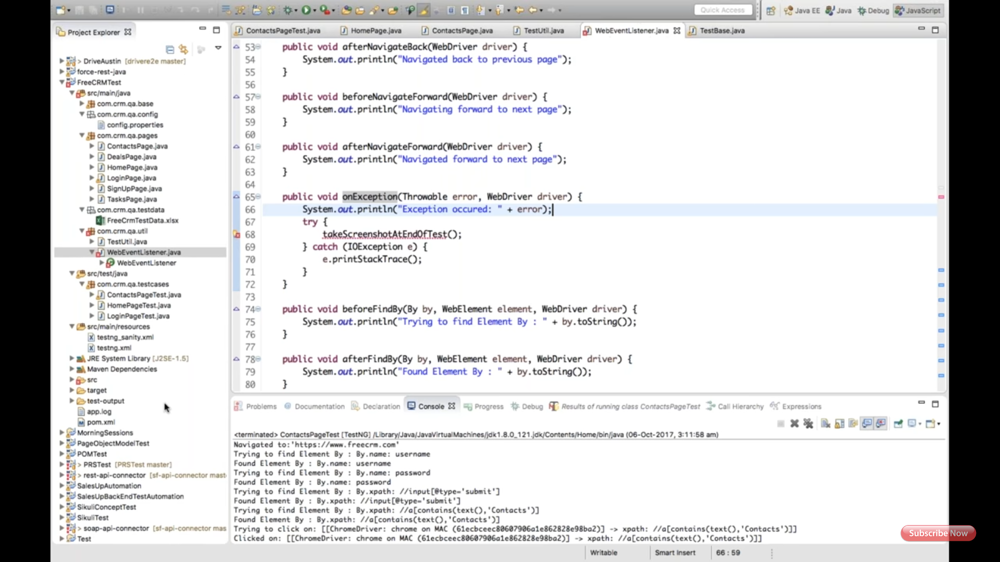 Quick Access
Java EE
Java
Debug
JavaScript
Project Explorer
DriveAustin [drivere2e master]
force-rest-java
FreeCRMTest
src/main/java
com.crm.qa.base
com.crm.qa.config
config.properties
com.crm.qa.pages
ContactsPage.java
DealsPage.java
HomePage.java
LoginPage.java
SignUpPage.java
TasksPage.java
com.crm.qa.testdata
FreeCrmTestData.xlsx
com.crm.qa.util
TestUtil.java
WebEventListener.java
WebEventListener
src/test/java
com.crm.qa.testcases
ContactsPageTest.java
HomePageTest.java
LoginPageTest.java
src/main/resources
testng_sanity.xml
testng.xml
JRE System Library [J2SE-1.5]
Maven Dependencies
src
target
test-output
app.log
pom.xml
MorningSessions
PageObjectModelTest
POMTest
> PRSTest [PRSTest master]
> rest-api-connector [sf-api-connector mast
SalesUpAutomation
SalesUpBackEndTestAutomation
SikuliConceptTest
SikuliTest
> soap-api-connector [sf-api-connector mas
Test
ContactsPageTest.java
HomePage.java
ContactsPage.java
TestUtil.java
WebEventListener.java
TestBase.java
53 public void afterNavigateBack(WebDriver driver) {
54 System.out.println("Navigated back to previous page");
55 }
56
57 public void beforeNavigateForward(WebDriver driver) {
58 System.out.println("Navigating forward to next page");
59 }
60
61 public void afterNavigateForward(WebDriver driver) {
62 System.out.println("Navigated forward to next page");
63 }
64
65 public void onException(Throwable error, WebDriver driver) {
66 System.out.println("Exception occured: " + error);
67 try {
68 takeScreenshotAtEndOfTest();
69 } catch (IOException e) {
70 e.printStackTrace();
71 }
72 }
73
74 public void beforeFindBy(By by, WebElement element, WebDriver driver) {
75 System.out.println("Trying to find Element By : " + by.toString());
76 }
77
78 public void afterFindBy(By by, WebElement element, WebDriver driver) {
79 System.out.println("Found Element By : " + by.toString());
80 }
Problems
Documentation
Declaration
Console
Progress
Debug
Results of running class ContactsPageTest
Call Hierarchy
Expressions
<terminated> ContactsPageTest [TestNG] /Library/Java/JavaVirtualMachines/jdk1.8.0_121.jdk/Contents/Home/bin/java (06-Oct-2017, 3:11:58 am)
Navigated to:'https://www.freecrm.com'
Trying to find Element By : By.name: username
Found Element By : By.name: username
Trying to find Element By : By.name: password
Found Element By : By.name: password
Trying to find Element By : By.xpath: //input[@type='submit']
Found Element By : By.xpath: //input[@type='submit']
Trying to find Element By : By.xpath: //a[contains(text(),'Contacts')]
Found Element By : By.xpath: //a[contains(text(),'Contacts')]
Trying to click on: [[ChromeDriver: chrome on MAC (61ecbceec80607906a1e862828e98ba2)] -> xpath: //a[contains(text(),'Contacts')]]
Clicked on: [[ChromeDriver: chrome on MAC (61ecbceec80607906a1e862828e98ba2)] -> xpath: //a[contains(text(),'Contacts')]]
Subscribe Now
Writable
Smart Insert
66 : 59